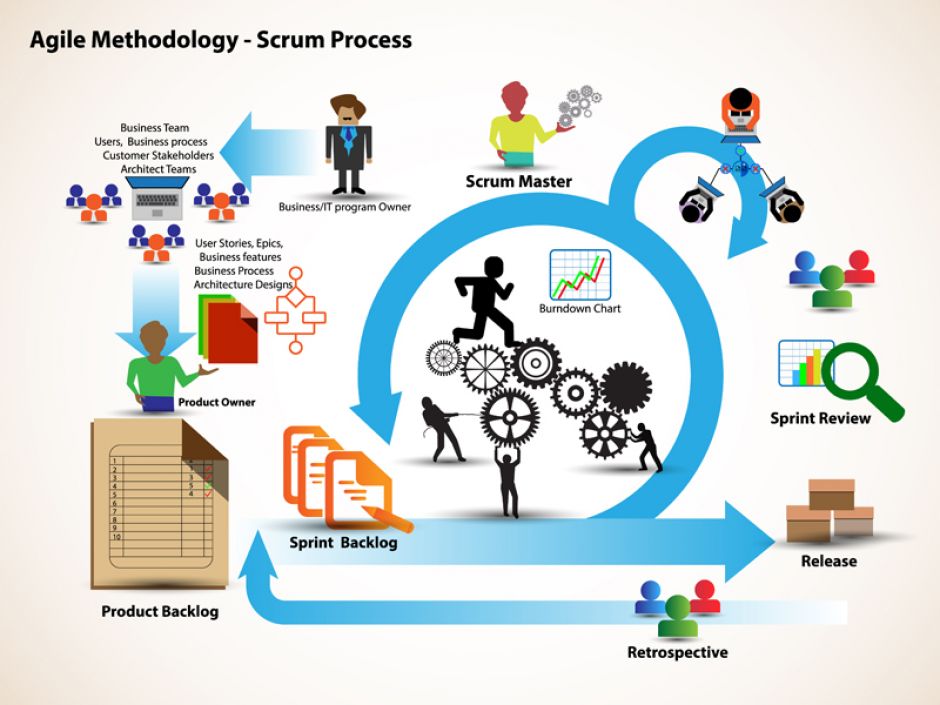 Agile Methodology - Scrum Process
Business Team
Users, Business process
Customer Stakeholders
Architect Teams
Business/IT program Owner
Scrum Master
User Stories, Epics,
Business features
Business Process
Architecture Designs
Burndown Chart
Product Owner
Sprint Review
1
2
3
4
5
6
7
8
9
10
3
5
4
Sprint Backlog
Release
Product Backlog
Retrospective